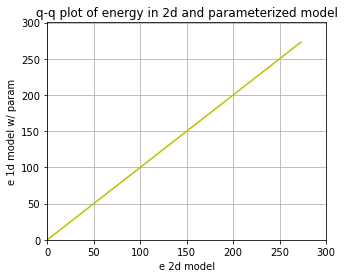 q-q plot of energy in 2d and parameterized model
300
250
200
150
100
50
0
e 1d model w/ param
0 50 100 150 200 250 300
e 2d model